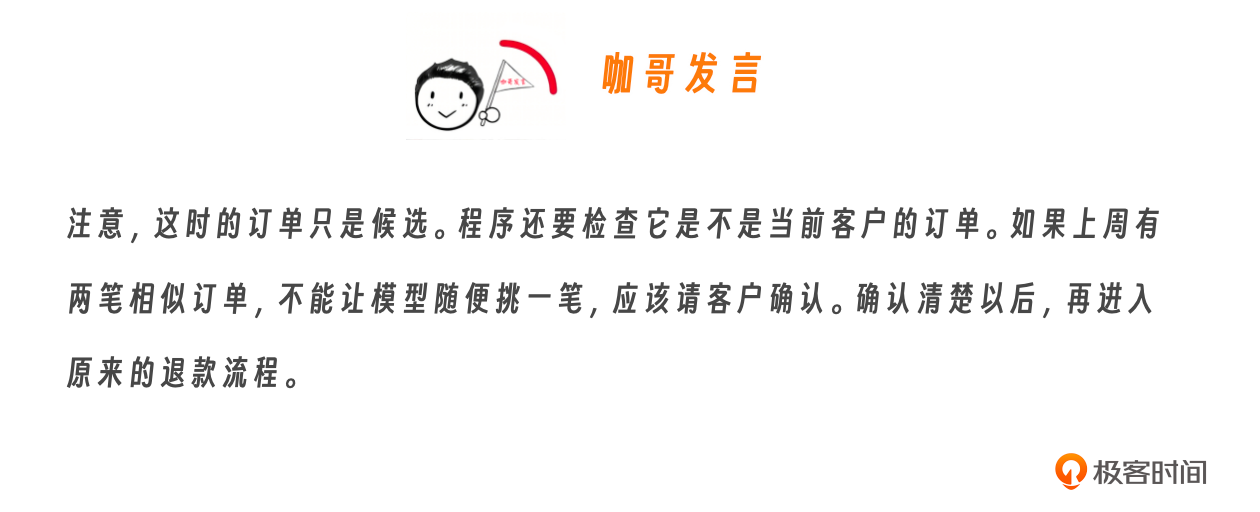 咖哥发言
咖哥发言
注意，这时的订单只是候选。程序还要检查它是不是当前客户的订单。如果上周有
两笔相似订单，不能让模型随便挑一笔，应该请客户确认。确认清楚以后，再进入
原来的退款流程。
极客时间